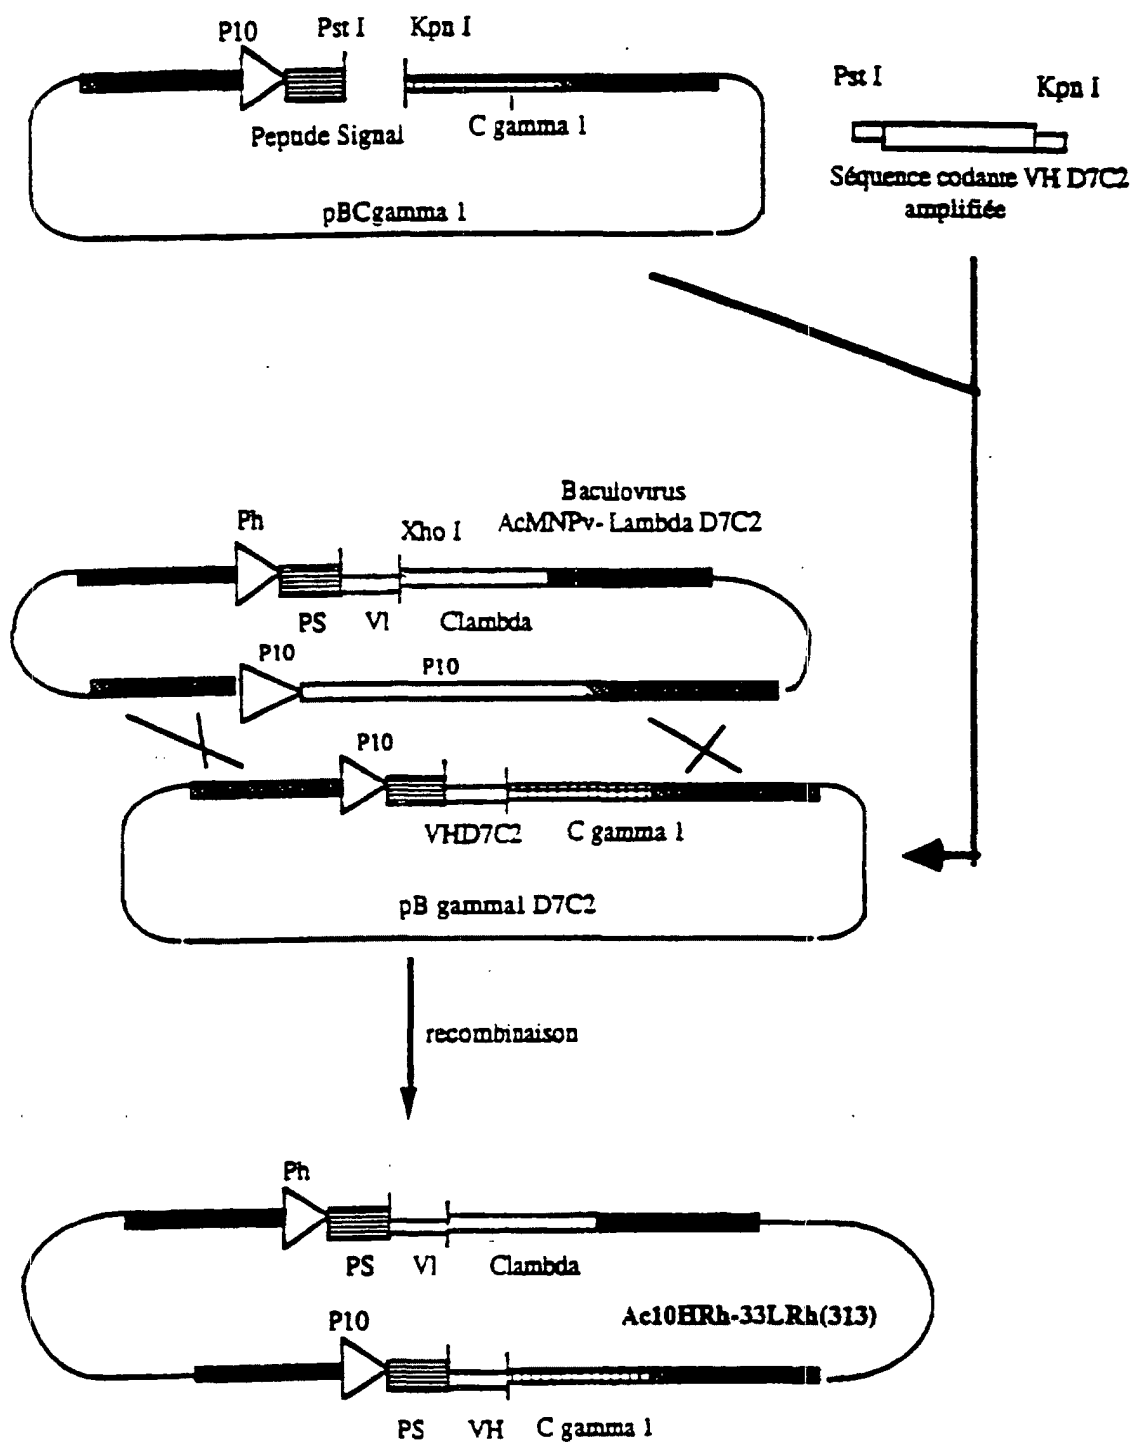 P10
Pst I
Kpn I
Peptide Signal
C gamma 1
pBCgamma 1
Pst I
Kpn I
Séquence codante VH D7C2
amplifiée
Baculovirus
AcMNPv- Lambda D7C2
Ph
Xho I
PS
Vl
Clambda
P10
P10
P10
VHD7C2
C gamma 1
pB gamma1 D7C2
recombinaison
Ph
PS
Vl
Clambda
Ac10HRh-33LRh(313)
P10
PS
VH
C gamma 1